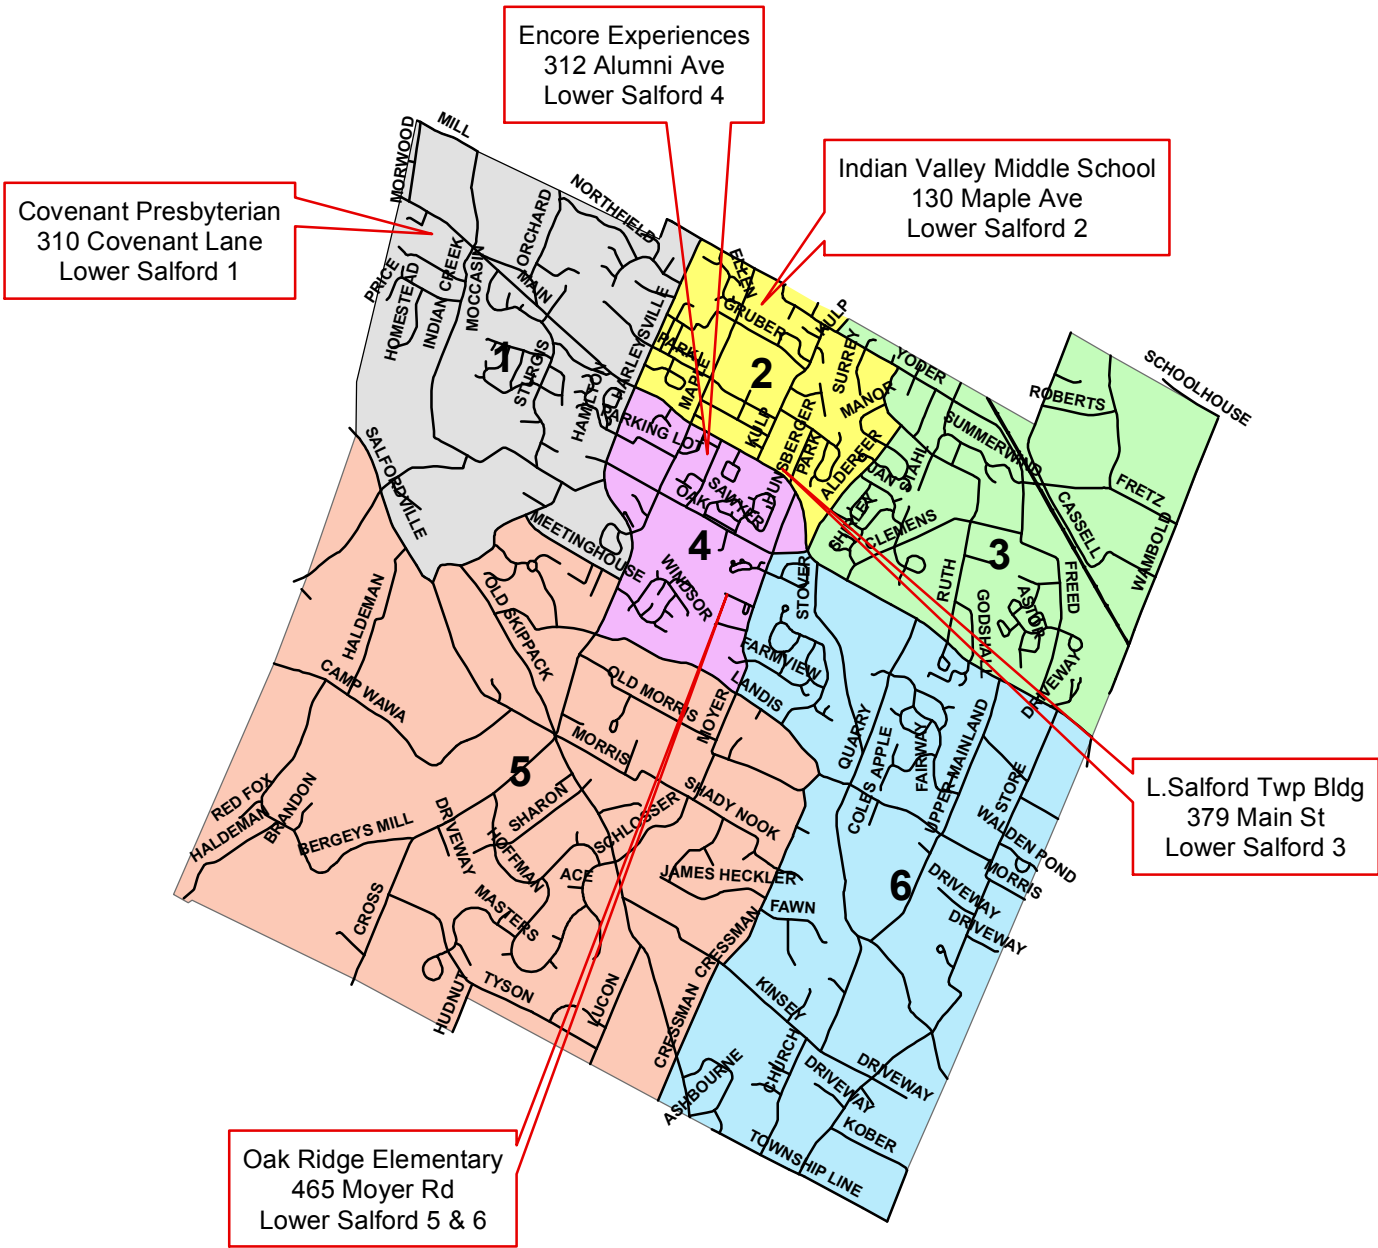 Encore Experiences
312 Alumni Ave
Lower Salford 4
Indian Valley Middle School
130 Maple Ave
Lower Salford 2
Covenant Presbyterian
310 Covenant Lane
Lower Salford 1
L.Salford Twp Bldg
379 Main St
Lower Salford 3
Oak Ridge Elementary
465 Moyer Rd
Lower Salford 5 & 6
MORWOOD
MILL
NORTHFIELD
ORCHARD
MAIN
PRICE
HOMESTEAD
INDIAN CREEK
MOCCASIN
1
STURGIS
HAMILTON
HARLEYSVILLE
SALFORDVILLE
MEETINGHOUSE
ELLEN
GRUBER
KULP
PARK
MAPLE
2
KULP
SURREY
MANOR
PARK
ALDERFER
PARKING LOT
OAK
SAWYER
4
WINDSOR
YODER
ROBERTS
SCHOOLHOUSE
SUMMERWIND
STAHL
CLEMENS
3
CASSELL
FRETZ
WAMBOLD
RUTH
GODSHALL
ASTOR
FREED
DRIVEWAY
STOVER
FARMVIEW
LANDIS
MOYER
OLD MORRIS
MORRIS
OLD SKIPPACK
HALDEMAN
CAMP WAWA
5
RED FOX
HALDEMAN
BRANDON
BERGEYS MILL
DRIVEWAY
SHARON
HOFFMAN
SCHLOSSER
SHADY NOOK
ACE
JAMES HECKLER
MASTERS
CROSS
TYSON
HUDNUT
LUCON
CRESSMAN
CRESSMAN
QUARRY
COLES APPLE
FAIRWAY
UPPER MAINLAND
STORE
WALDEN POND
MORRIS
6
DRIVEWAY
DRIVEWAY
FAWN
KINSEY
CHURCH
DRIVEWAY
DRIVEWAY
ASHBOURNE
KOBER
TOWNSHIP LINE